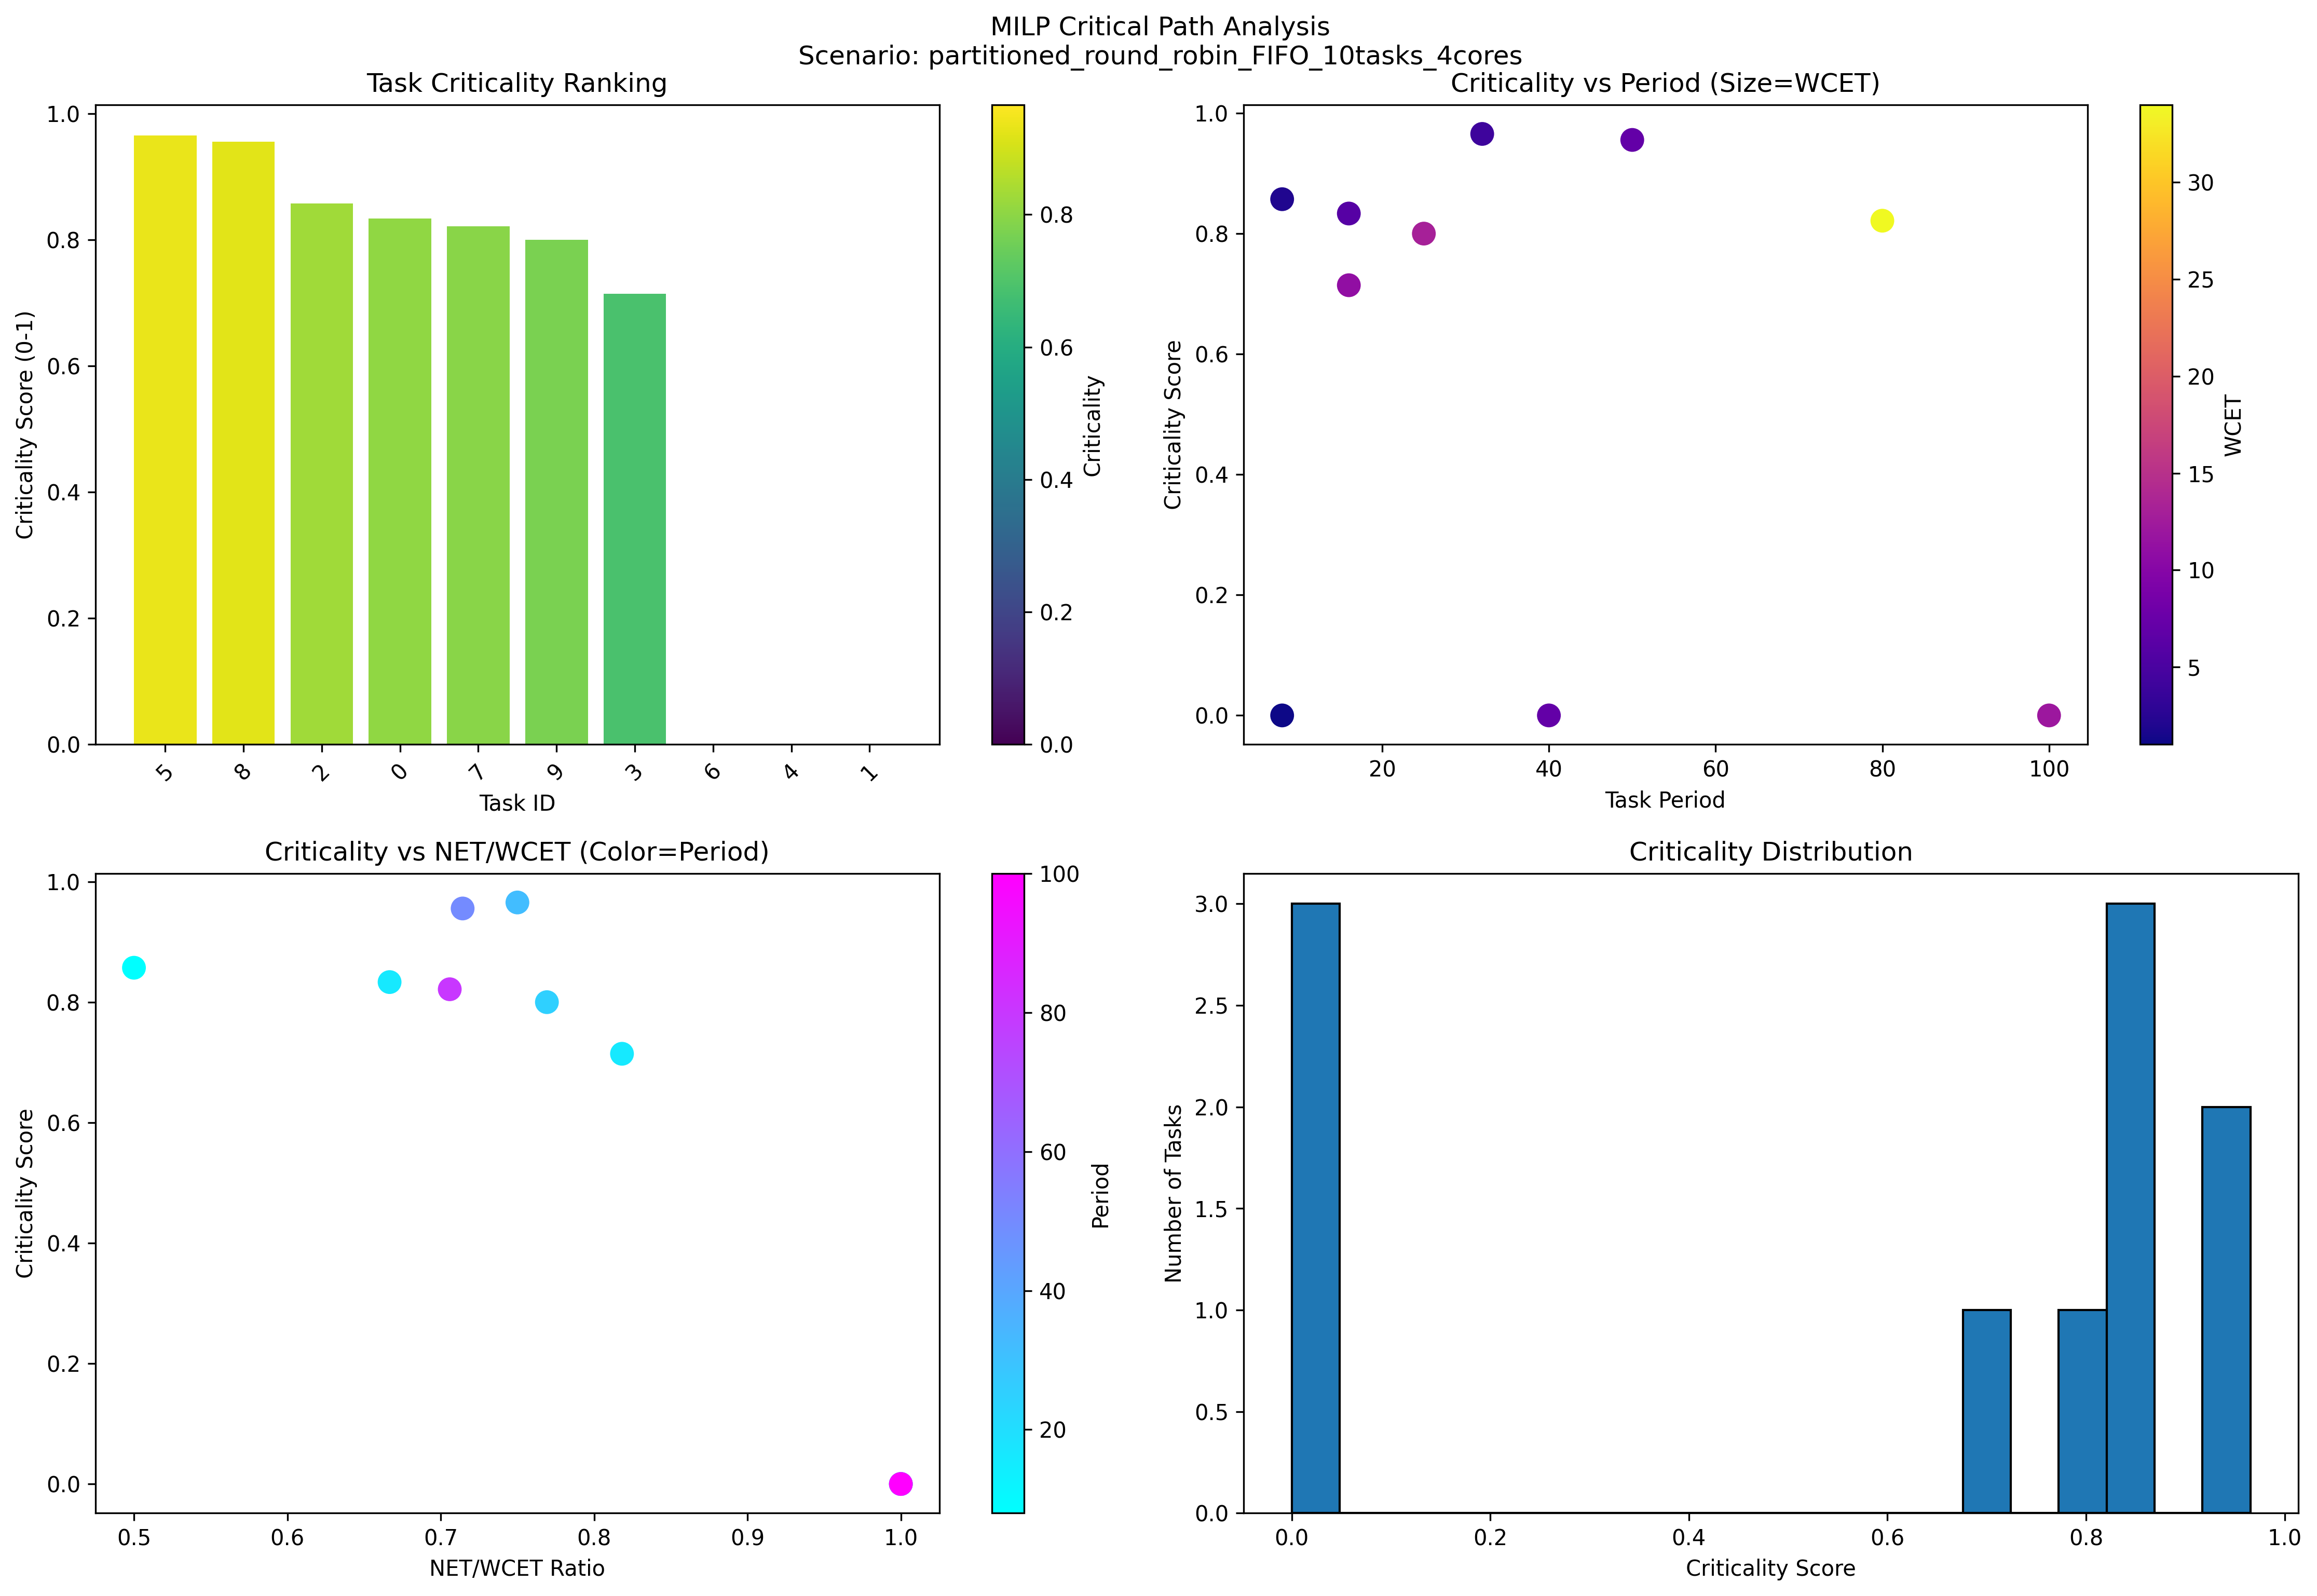 MILP Critical Path Analysis
Scenario: partitioned_round_robin_FIFO_10tasks_4cores
Task Criticality Ranking
Criticality Score (0-1)
1.0
0.8
0.6
0.4
0.2
0.0
5 8 2 0 7 9 3 6 4 1
Task ID
0.8
0.6
0.4
0.2
0.0
Criticality
Criticality vs Period (Size=WCET)
Criticality Score
1.0
0.8
0.6
0.4
0.2
0.0
20 40 60 80 100
Task Period
30
25
20
15
10
5
WCET
Criticality vs NET/WCET (Color=Period)
Criticality Score
1.0
0.8
0.6
0.4
0.2
0.0
0.5 0.6 0.7 0.8 0.9 1.0
NET/WCET Ratio
100
80
60
40
20
Period
Criticality Distribution
Number of Tasks
3.0
2.5
2.0
1.5
1.0
0.5
0.0
0.0 0.2 0.4 0.6 0.8 1.0
Criticality Score